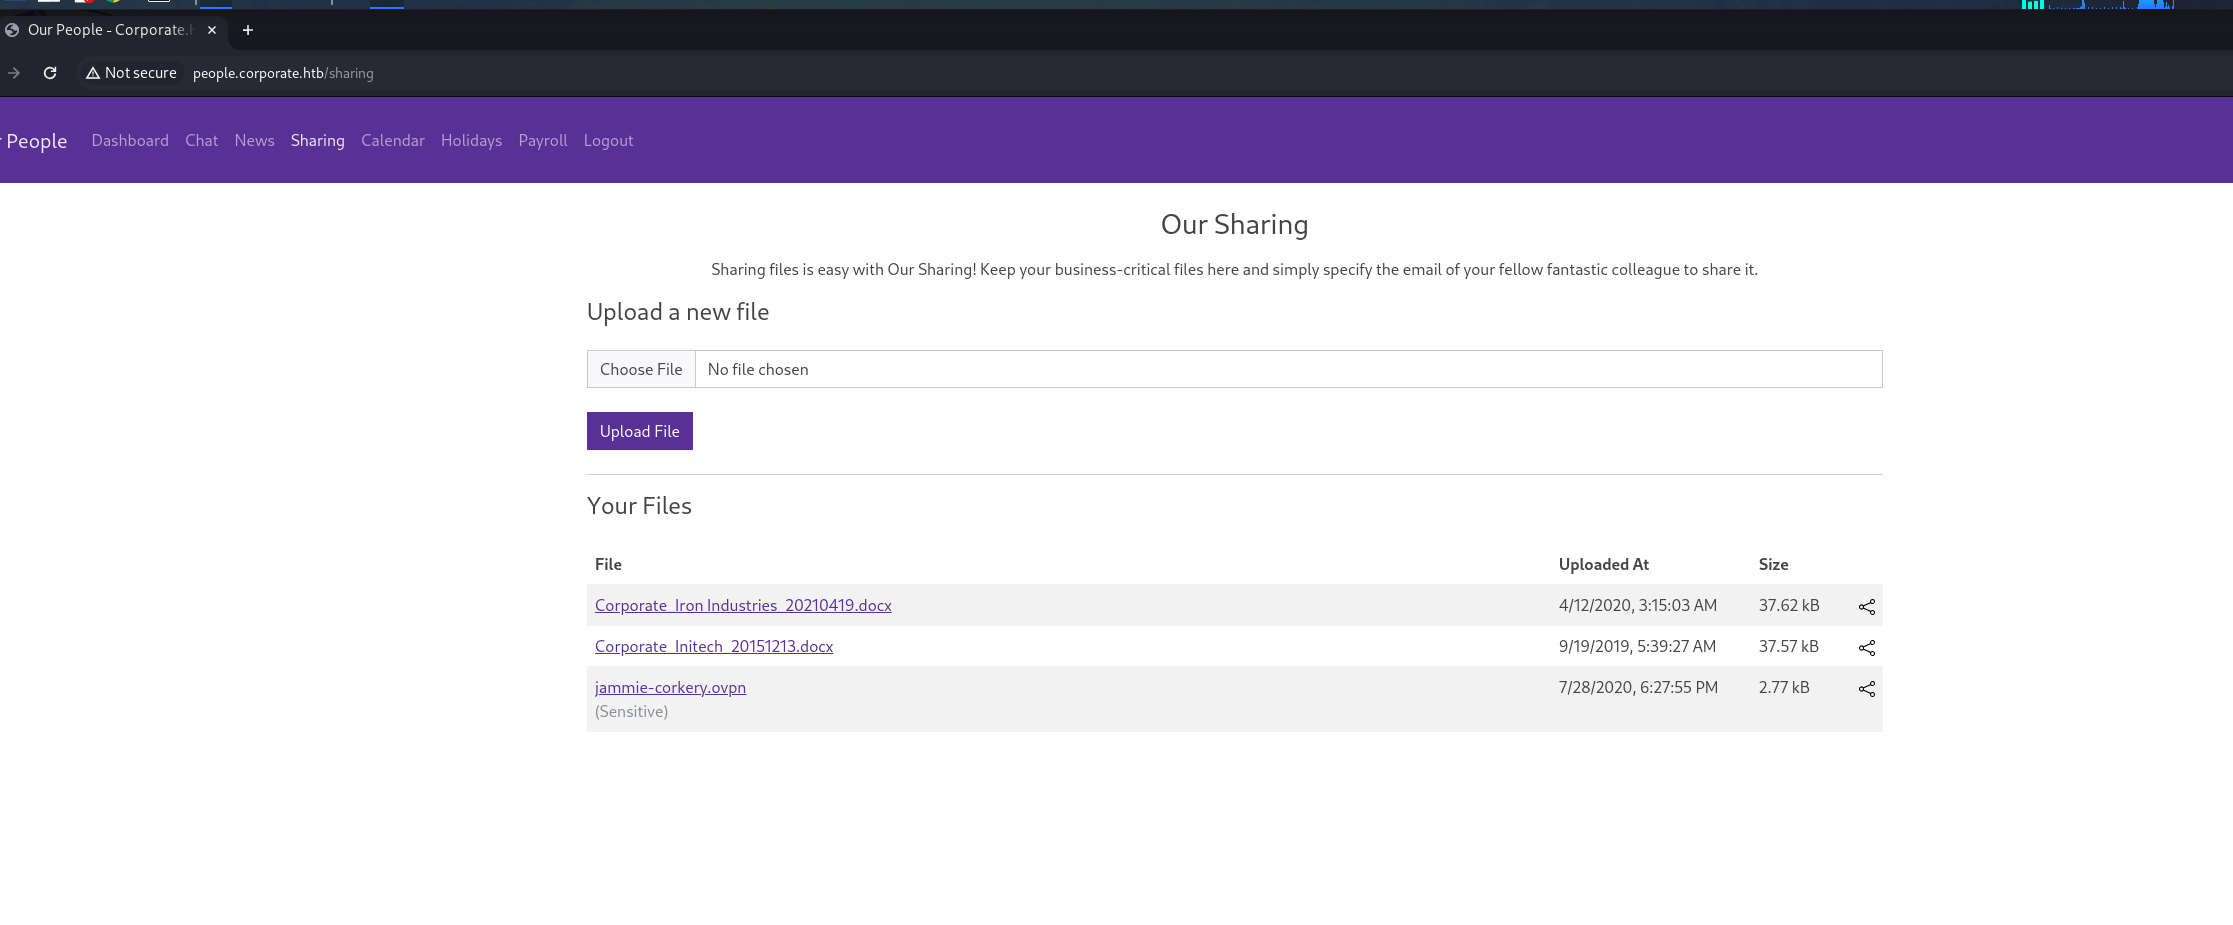 Our People - Corporate.
Not secure people.corporate.htb/sharing
People Dashboard Chat News Sharing Calendar Holidays Payroll Logout
Our Sharing
Sharing files is easy with Our Sharing! Keep your business-critical files here and simply specify the email of your fellow fantastic colleague to share it.
Upload a new file
Choose File No file chosen
Upload File
Your Files
File Uploaded At Size
Corporate_Iron Industries_20210419.docx 4/12/2020, 3:15:03 AM 37.62 kB
Corporate_Initech_20151213.docx 9/19/2019, 5:39:27 AM 37.57 kB
jammie-corkery.ovpn 7/28/2020, 6:27:55 PM 2.77 kB
(Sensitive)